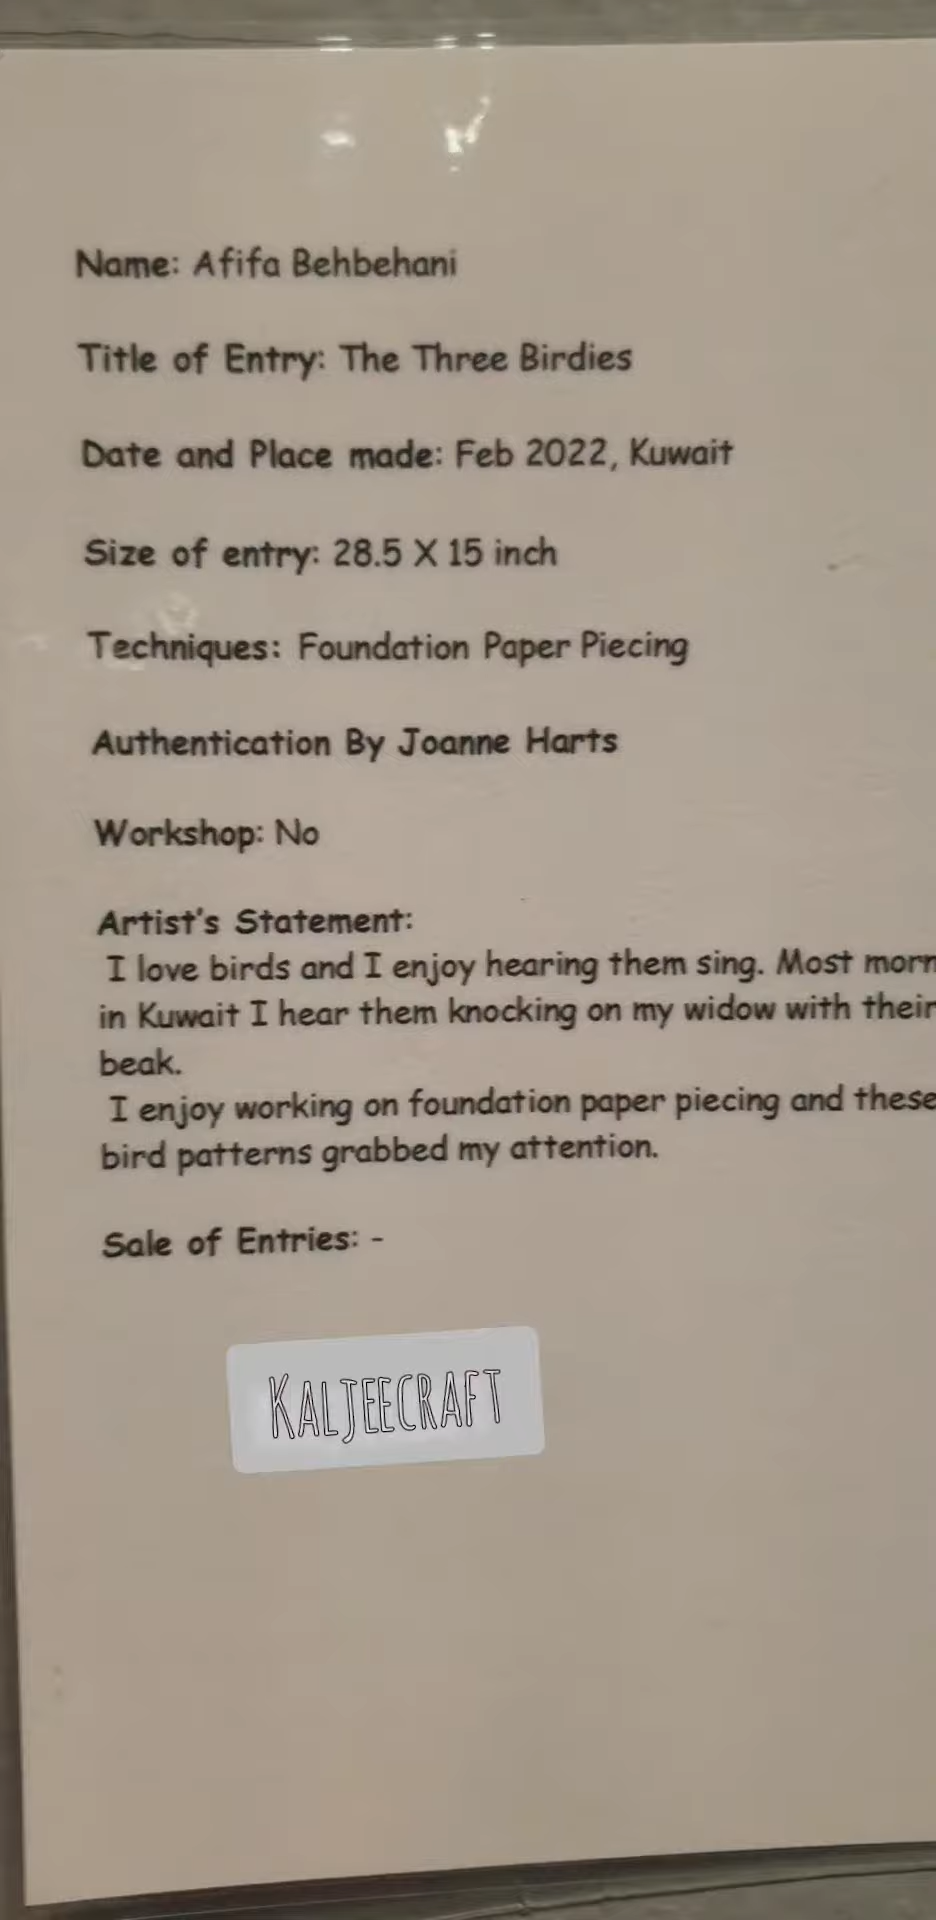 Name: Afifa Behbehani
Title of Entry: The Three Birdies
Date and Place made: Feb 2022, Kuwait
Size of entry: 28.5 X 15 inch
Techniques: Foundation Paper Piecing
Authentication By Joanne Harts
Workshop: No
Artist's Statement:
I love birds and I enjoy hearing them sing. Most morn
in Kuwait I hear them knocking on my widow with their
beak.
I enjoy working on foundation paper piecing and these
bird patterns grabbed my attention.
Sale of Entries: -
KALJEECRAFT